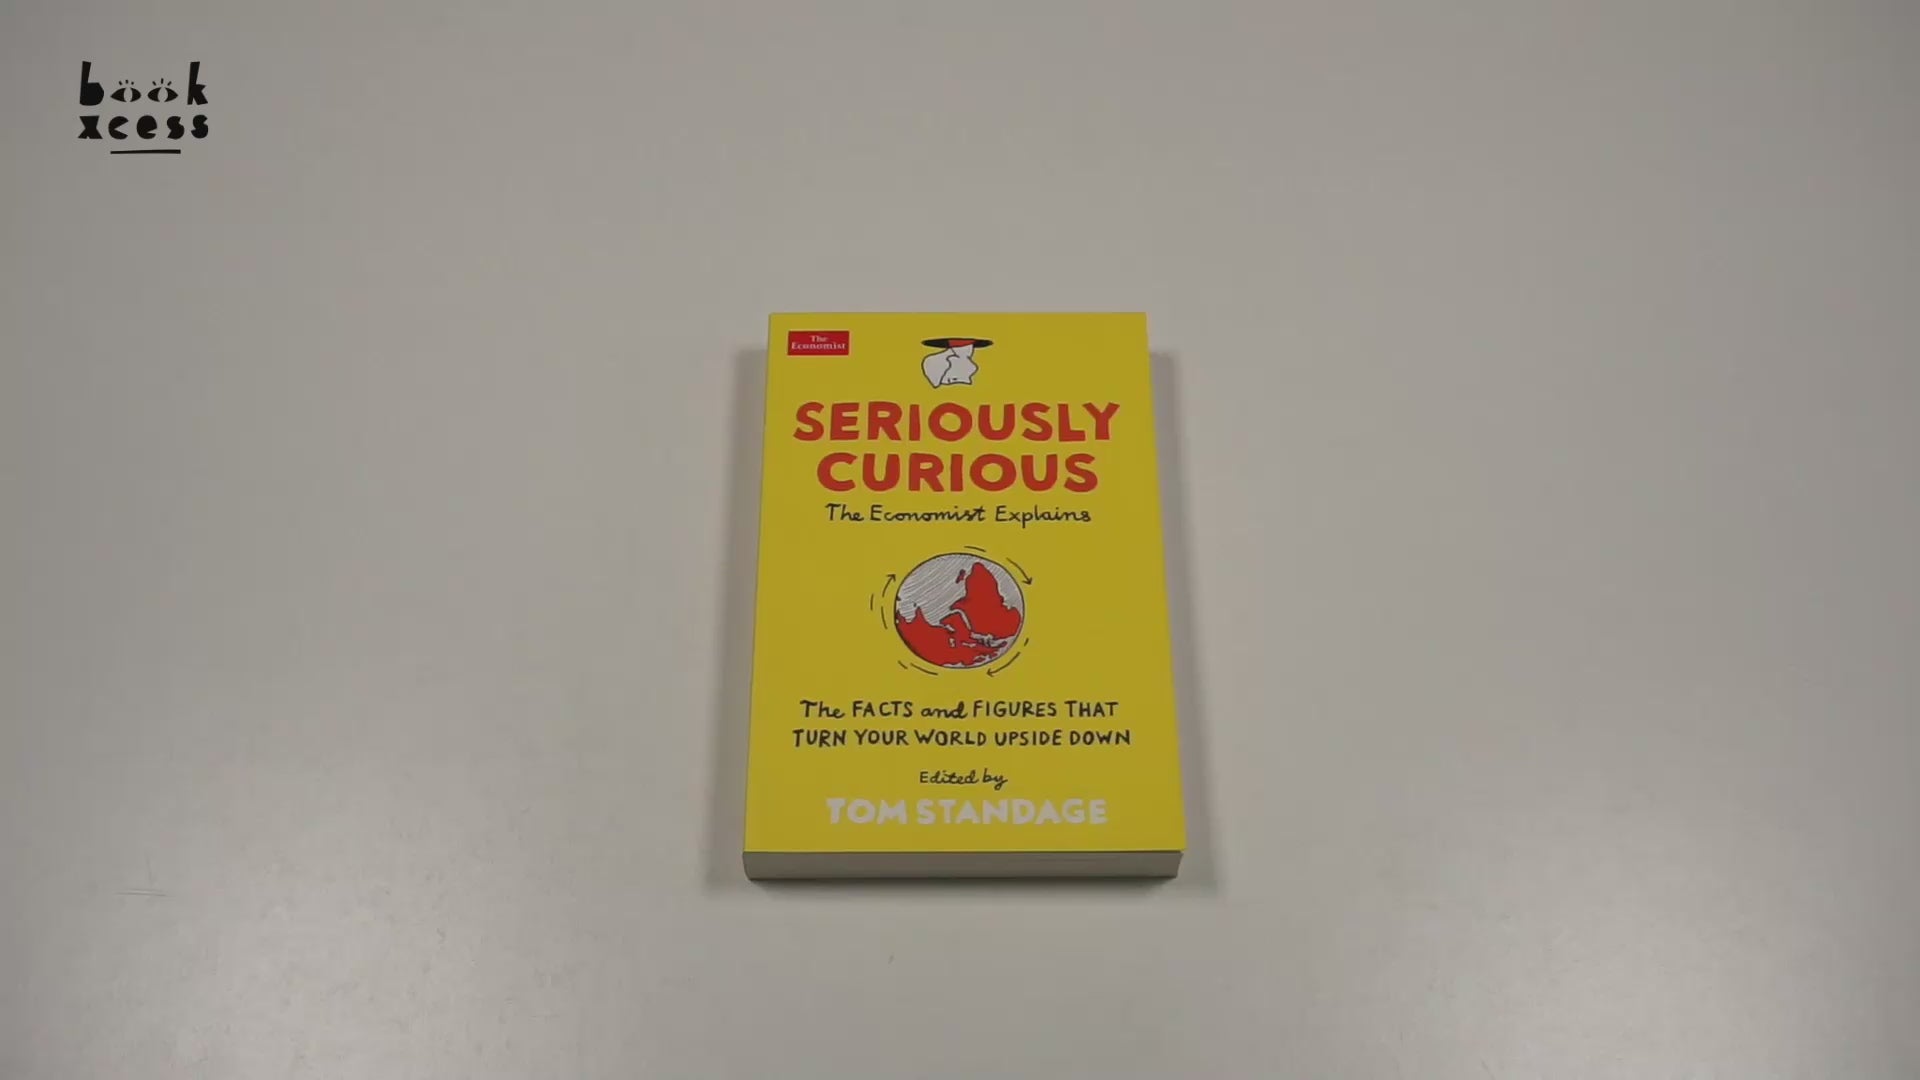 book
xcess
The
Economist
SERIOUSLY
CURIOUS
The Economist Explains
The FACTS and FIGURES THAT
TURN YOUR WORLD UPSIDE DOWN
Edited by
TOM STANDAGE